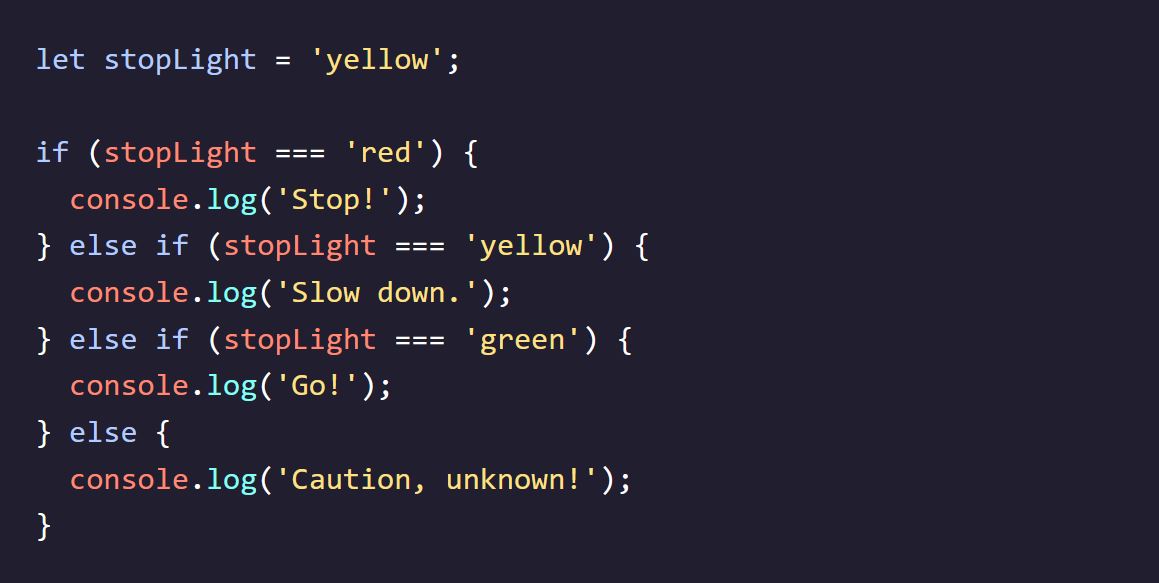 let stopLight = 'yellow';
if (stopLight === 'red') {
  console.log('Stop!');
} else if (stopLight === 'yellow') {
  console.log('Slow down.');
} else if (stopLight === 'green') {
  console.log('Go!');
} else {
  console.log('Caution, unknown!');
}